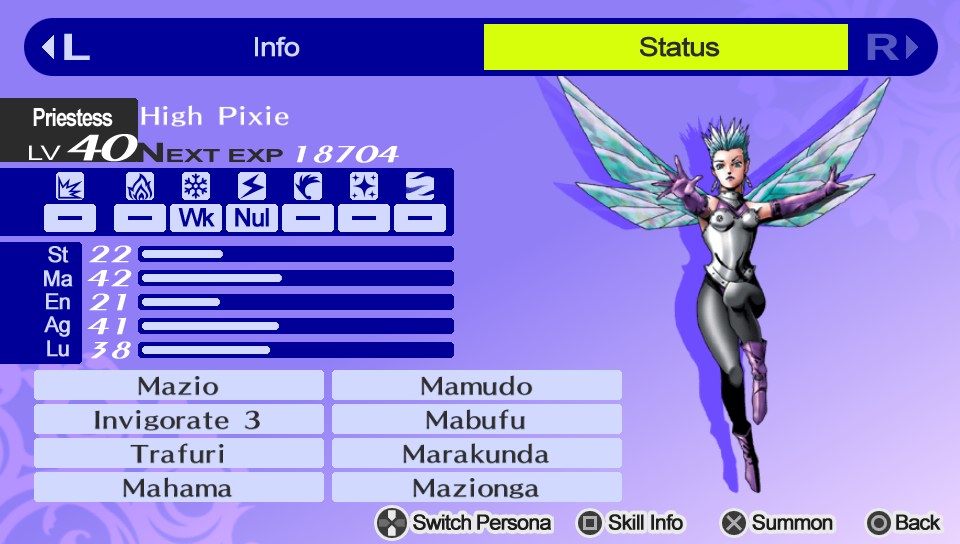 L Info Status R
Priestess High Pixie
LV 40 NEXT EXP 18704
– – Wk Nul – – –
St 22
Ma 42
En 21
Ag 41
Lu 38
Mazio Mamudo
Invigorate 3 Mabufu
Trafuri Marakunda
Mahama Mazionga
Switch Persona Skill Info Summon Back